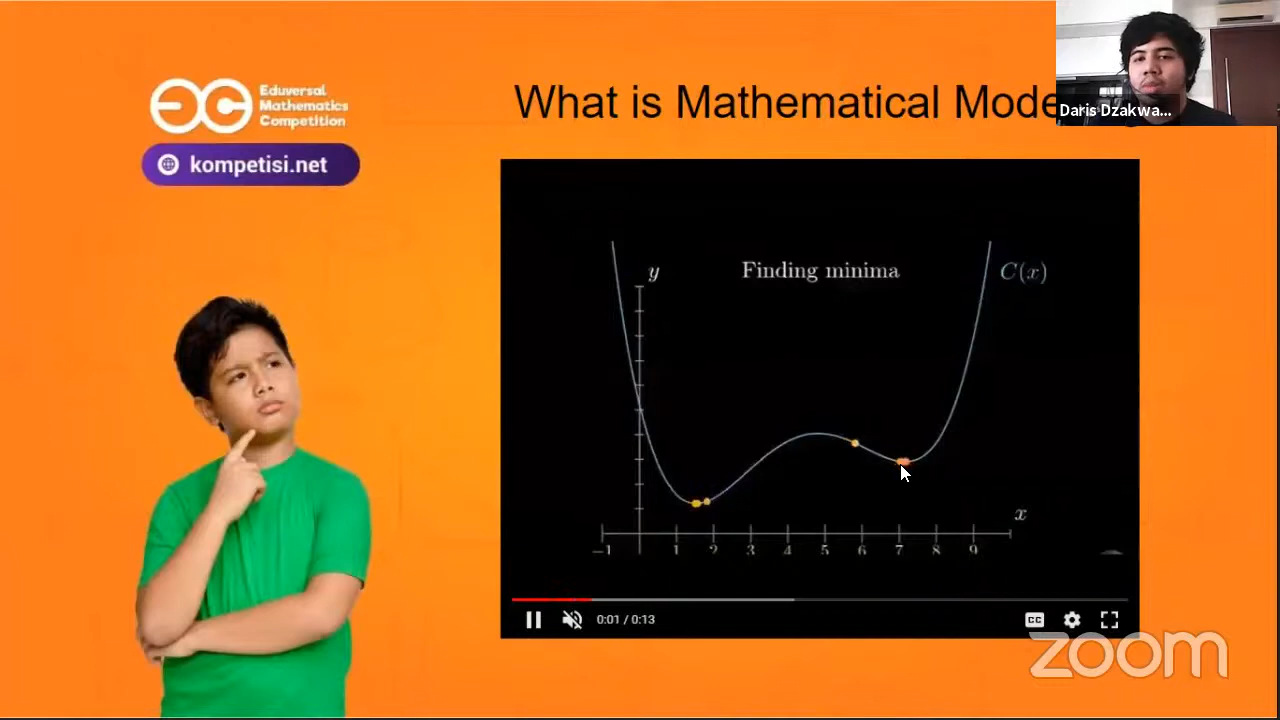 Eduversal
Mathematics
Competition
kompetisi.net
What is Mathematical Mode
Daris Dzakwa...
y
Finding minima
C(x)
x
−1 1 2 3 4 5 6 7 8 9
0:01 / 0:13
CC
zoom